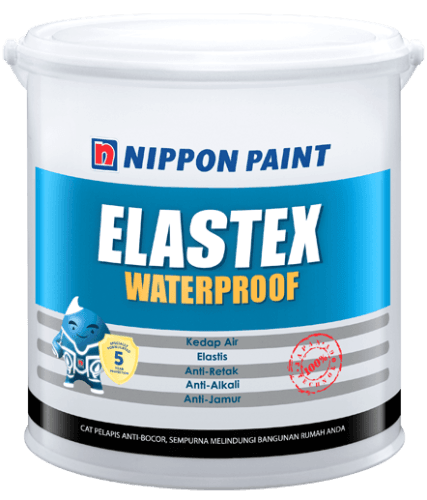 n NIPPON PAINT
ELASTEX
WATERPROOF
Kedap Air
Elastis
Anti-Retak
Anti-Alkali
Anti-Jamur
5
100%
CAT PELAPIS ANTI-BOCOR, SEMPURNA MELINDUNGI BANGUNAN RUMAH ANDA